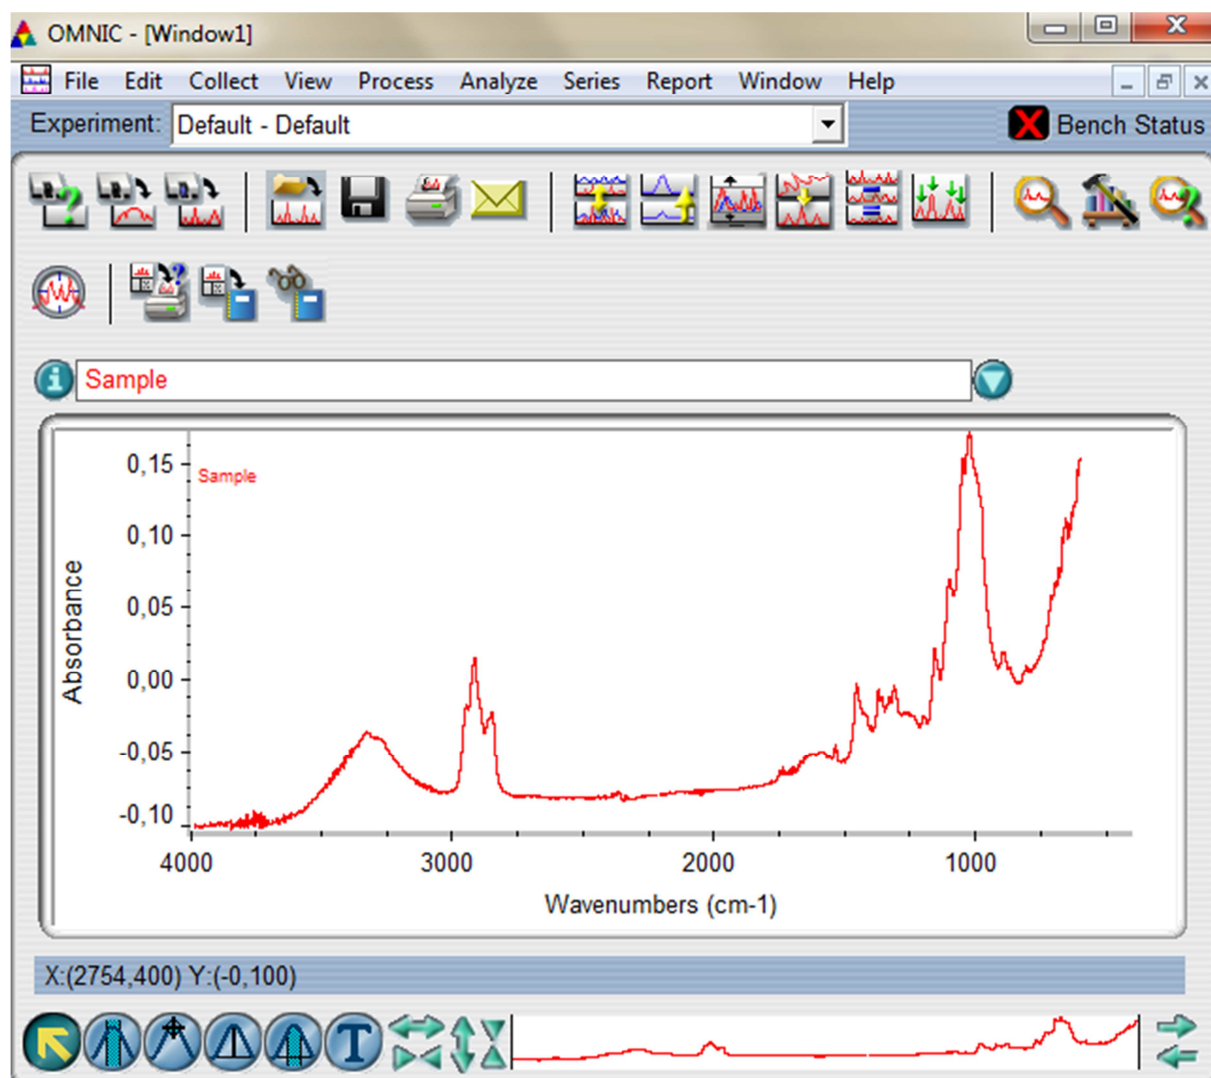 OMNIC - [Window1]
File Edit Collect View Process Analyze Series Report Window Help
Experiment: Default - Default Bench Status
Sample
0,15
Sample
0,10
0,05
0,00
-0,05
-0,10
Absorbance
4000 3000 2000 1000
Wavenumbers (cm-1)
X:(2754,400) Y:(-0,100)
T